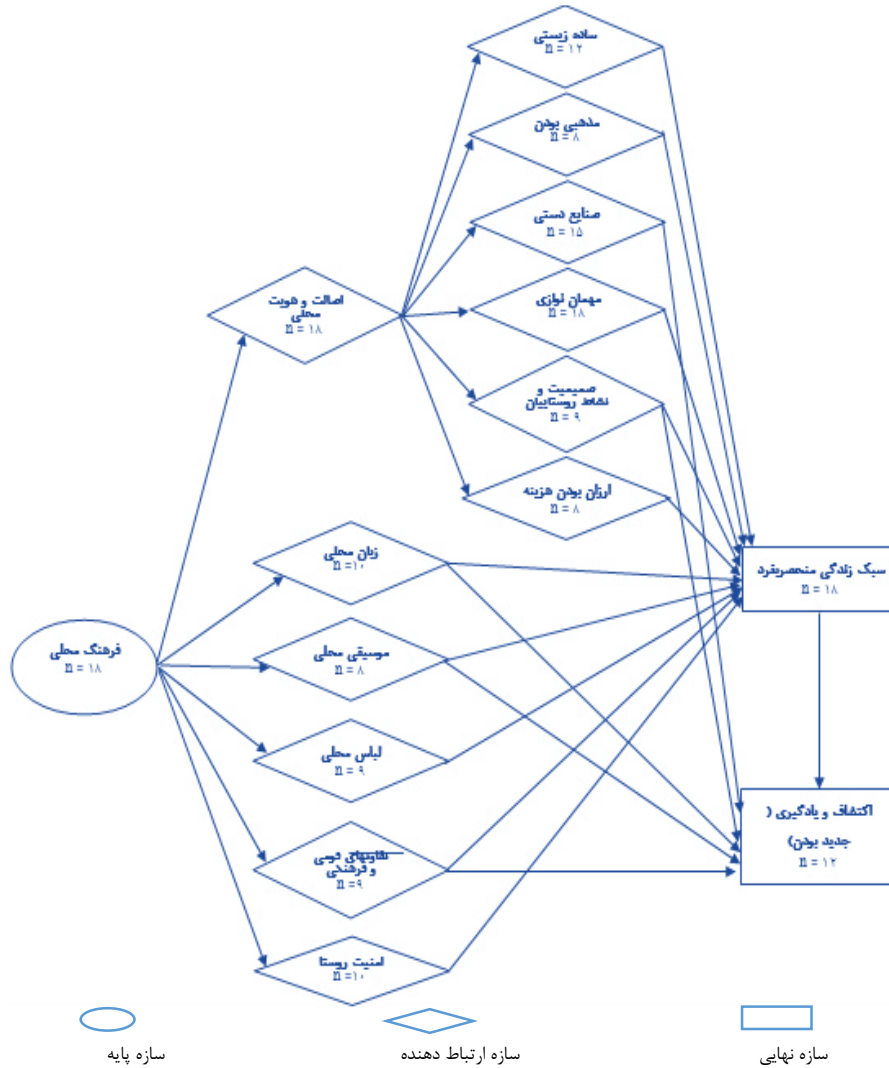 ساده زیستی
n = ۱۲
مذهبی بودن
n = ۸
صنایع دستی
n = ۱۵
اصالت و هویت
محلی
n = ۱۸
مهمان نوازی
n = ۱۸
صمیمیت و
نشاط روستاییان
n = ۹
ارزان بودن هزینه
n = ۸
زبان محلی
n =۱۰
سبک زندگی منحصربفرد
n = ۱۸
فرهنگ محلی
n = ۱۸
موسیقی محلی
n = ۸
لباس محلی
n = ۹
تفاوتهای قومی
و فرهنگی
n =۹
اکتشاف و یادگیری (
جدید بودن)
n = ۱۲
امنیت روستا
n =۱۰
سازه نهایی
سازه ارتباط دهنده
سازه پایه